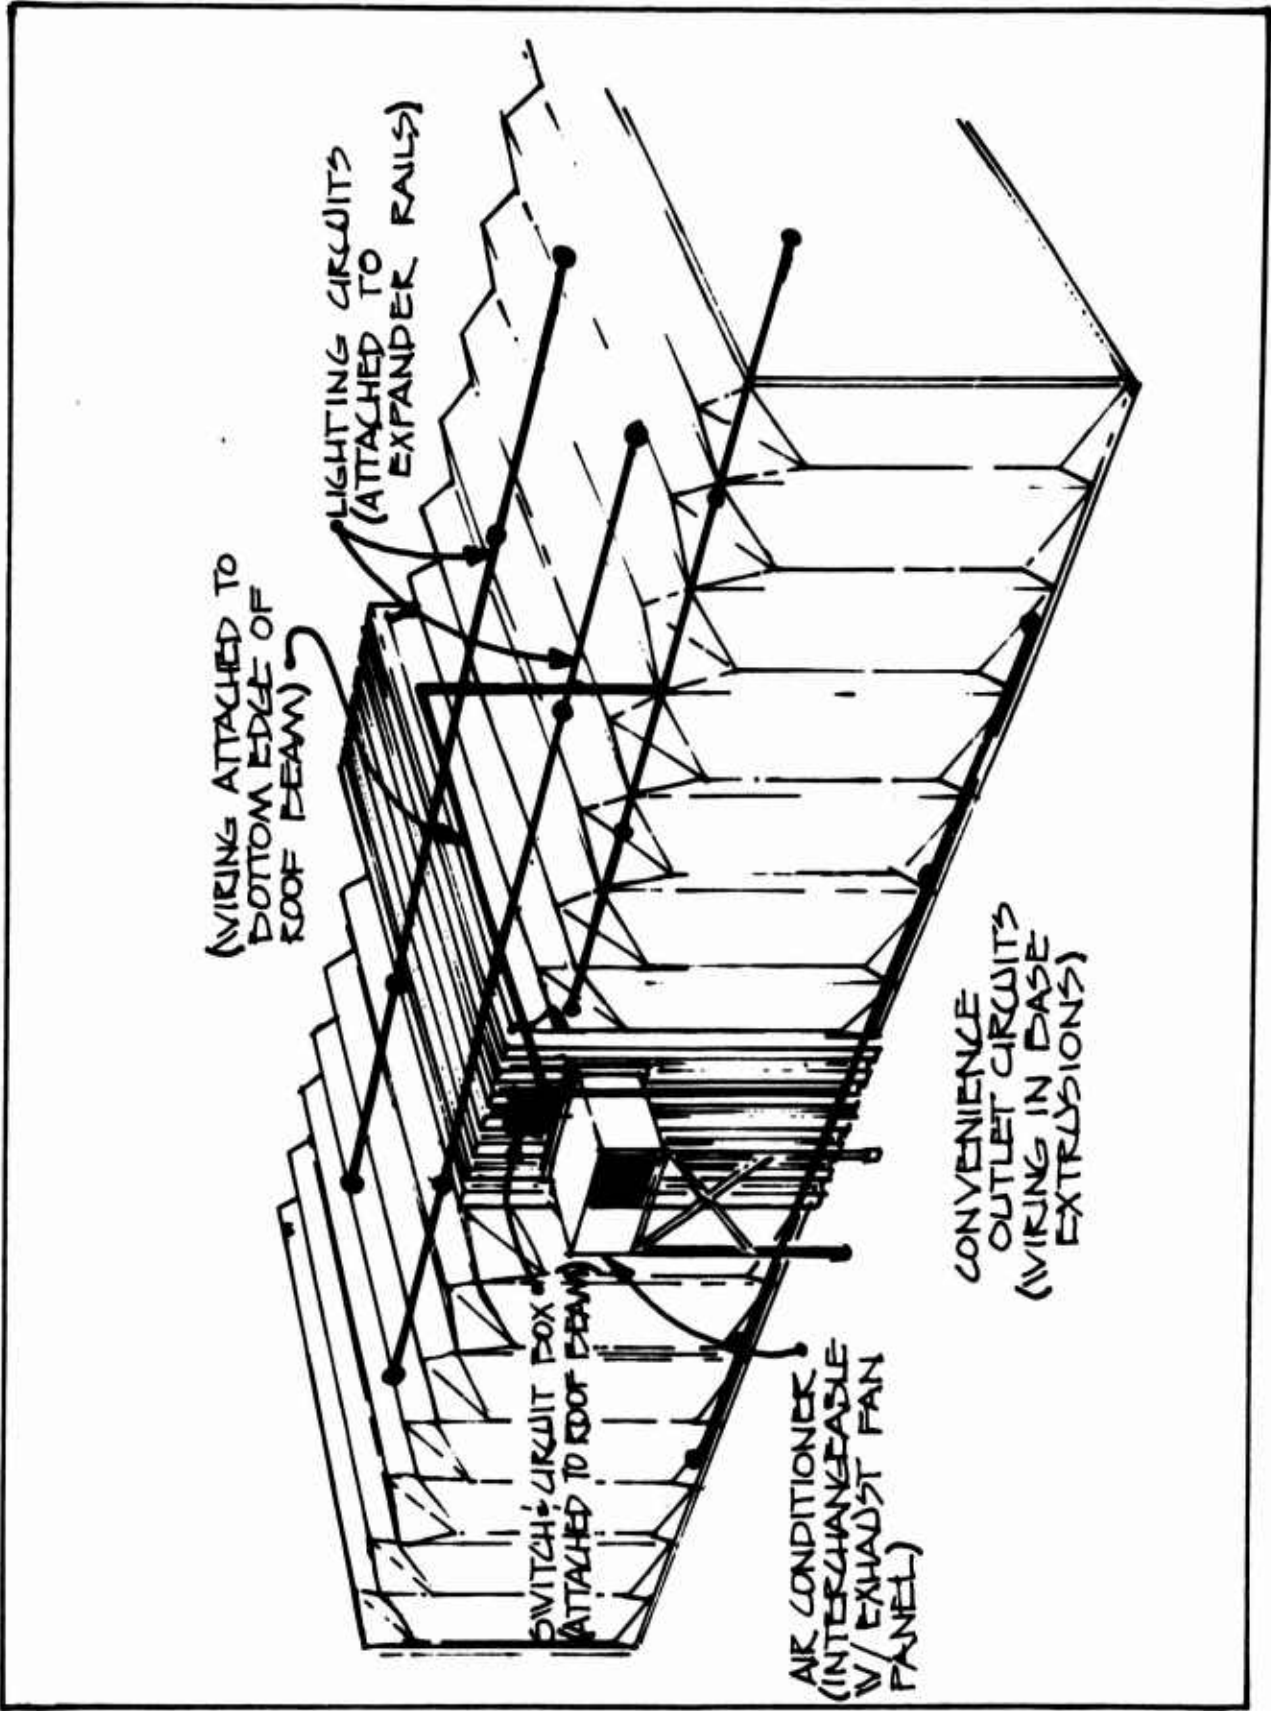 (WIRING ATTACHED TO
BOTTOM EDGE OF
ROOF BEAM)
LIGHTING CIRCUITS
(ATTACHED TO
EXPANDER RAILS)
SWITCH & CIRCUIT BOX
(ATTACHED TO ROOF BEAM)
AIR CONDITIONER
(INTERCHANGEABLE
W/ EXHAUST FAN
PANEL)
CONVENIENCE
OUTLET CIRCUITS
(WIRING IN BASE
EXTRUSIONS)